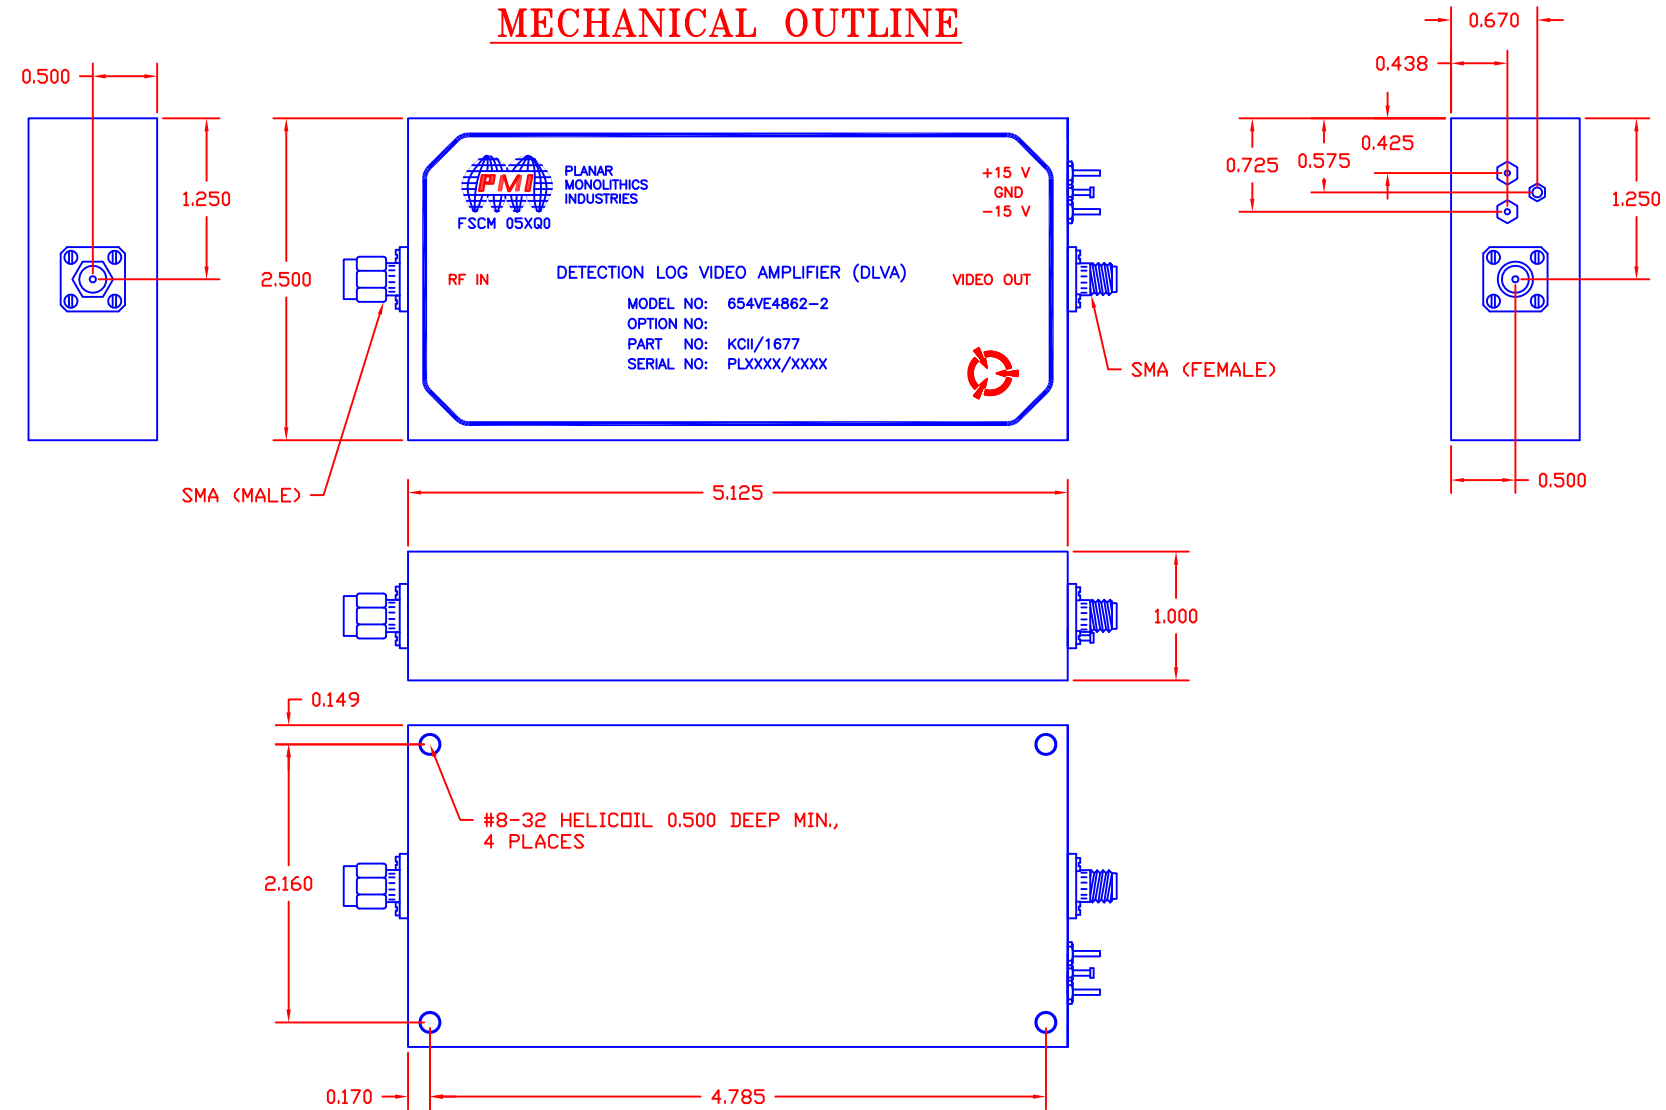 MECHANICAL OUTLINE
0.500
1.250
2.500
PMI
PLANAR
MONOLITHICS
INDUSTRIES
FSCM 05XQ0
+15 V
GND
-15 V
RF IN
DETECTION LOG VIDEO AMPLIFIER (DLVA)
VIDEO OUT
MODEL NO: 654VE4862-2
OPTION NO:
PART NO: KCII/1677
SERIAL NO: PLXXXX/XXXX
SMA (MALE)
SMA (FEMALE)
0.670
0.438
0.425
0.575
0.725
1.250
0.500
5.125
1.000
0.149
#8-32 HELICOIL 0.500 DEEP MIN.,
4 PLACES
2.160
0.170
4.785